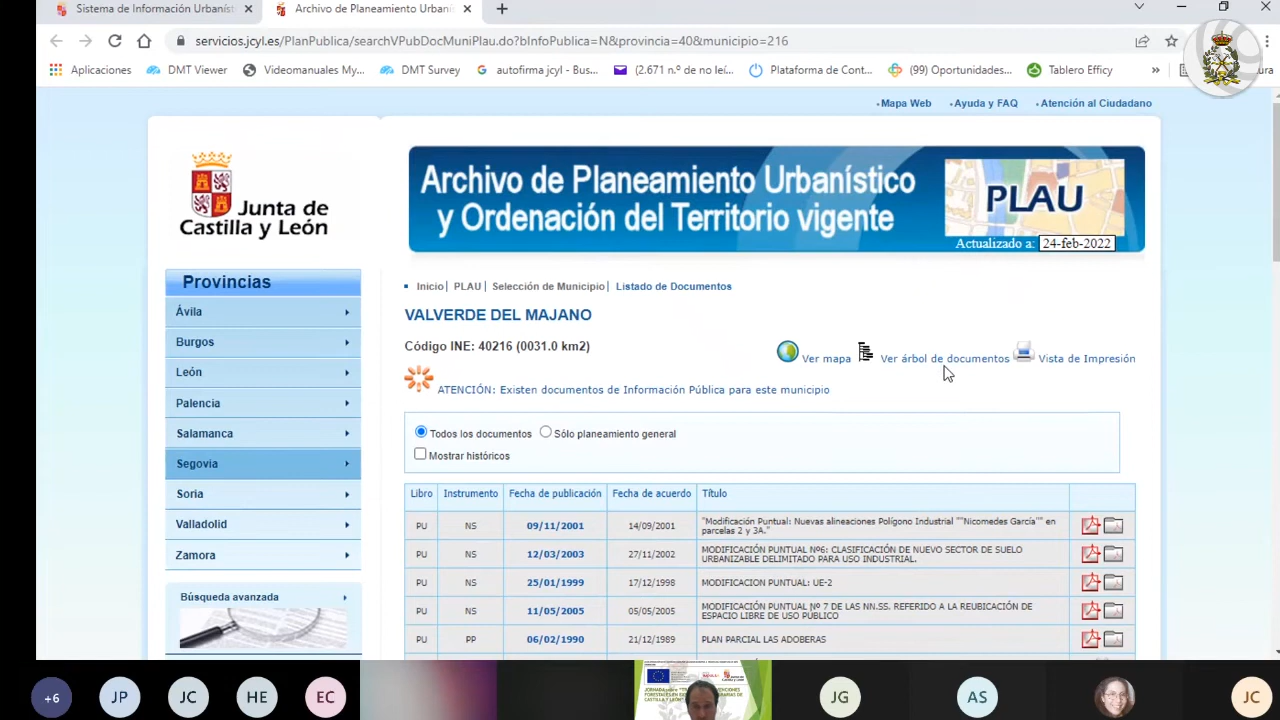 Sistema de Información Urbaníst
Archivo de Planeamiento Urbanís
servicios.jcyl.es/PlanPublica/searchVPubDocMuniPlau.do?bInfoPublica=N&provincia=40&municipio=216
Aplicaciones
DMT Viewer
Videomanuales My...
DMT Survey
autofirma jcyl - Bus...
(2.671 n.º de no leí...
Plataforma de Cont...
(99) Oportunidades...
Tablero Efficy
»
Mapa Web
Ayuda y FAQ
Atención al Ciudadano
Junta de
Castilla y León
Archivo de Planeamiento Urbanístico
y Ordenación del Territorio vigente
PLAU
Actualizado a: 24-feb-2022
Provincias
Ávila
Burgos
León
Palencia
Salamanca
Segovia
Soria
Valladolid
Zamora
Búsqueda avanzada
Inicio| PLAU | Selección de Municipio| Listado de Documentos
VALVERDE DEL MAJANO
Código INE: 40216 (0031.0 km2)
Ver mapa
Ver árbol de documentos
Vista de Impresión
ATENCIÓN: Existen documentos de Información Pública para este municipio
Todos los documentos
Sólo planeamiento general
Mostrar históricos
Libro Instrumento Fecha de publicación Fecha de acuerdo Título
PU NS 09/11/2001 14/09/2001 "Modificación Puntual: Nuevas alineaciones Polígono Industrial ""Nicomedes García"" en
parcelas 2 y 3A."
PU NS 12/03/2003 27/11/2002 MODIFICACIÓN PUNTUAL Nº6: CLASIFICACIÓN DE NUEVO SECTOR DE SUELO
URBANIZABLE DELIMITADO PARA USO INDUSTRIAL.
PU NS 25/01/1999 17/12/1998 MODIFICACION PUNTUAL: UE-2
PU NS 11/05/2005 05/05/2005 MODIFICACIÓN PUNTUAL Nº 7 DE LAS NN.SS. REFERIDO A LA REUBICACIÓN DE
ESPACIO LIBRE DE USO PÚBLICO
PU PP 06/02/1990 21/12/1989 PLAN PARCIAL LAS ADOBERAS
+6
JP
JC
HE
EC
JG
AS
JC